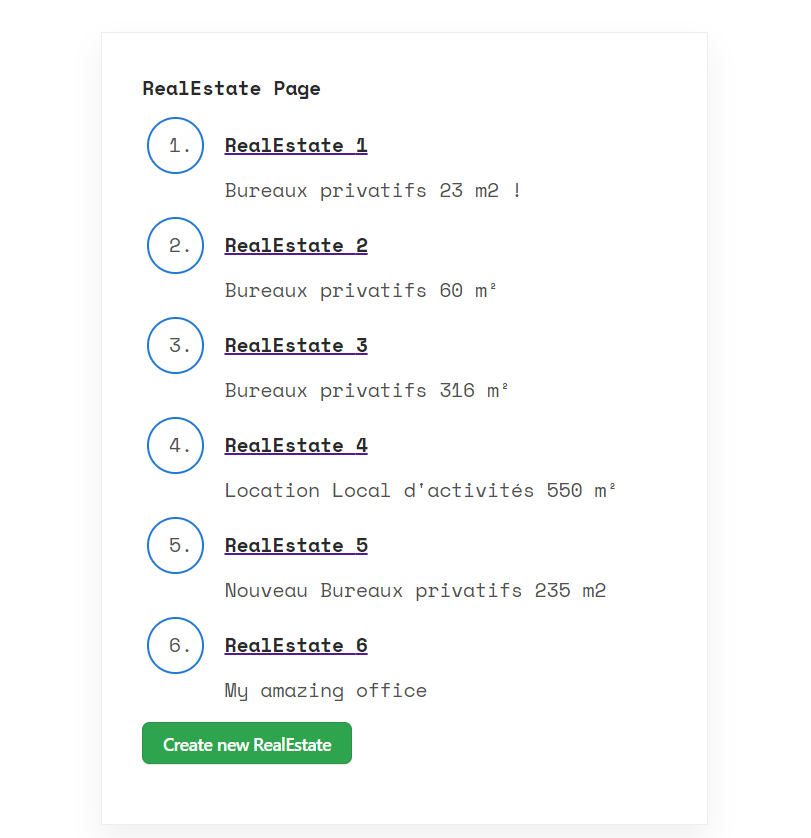 RealEstate Page
1. RealEstate 1
Bureaux privatifs 23 m2 !
2. RealEstate 2
Bureaux privatifs 60 m²
3. RealEstate 3
Bureaux privatifs 316 m²
4. RealEstate 4
Location Local d'activités 550 m²
5. RealEstate 5
Nouveau Bureaux privatifs 235 m2
6. RealEstate 6
My amazing office
Create new RealEstate